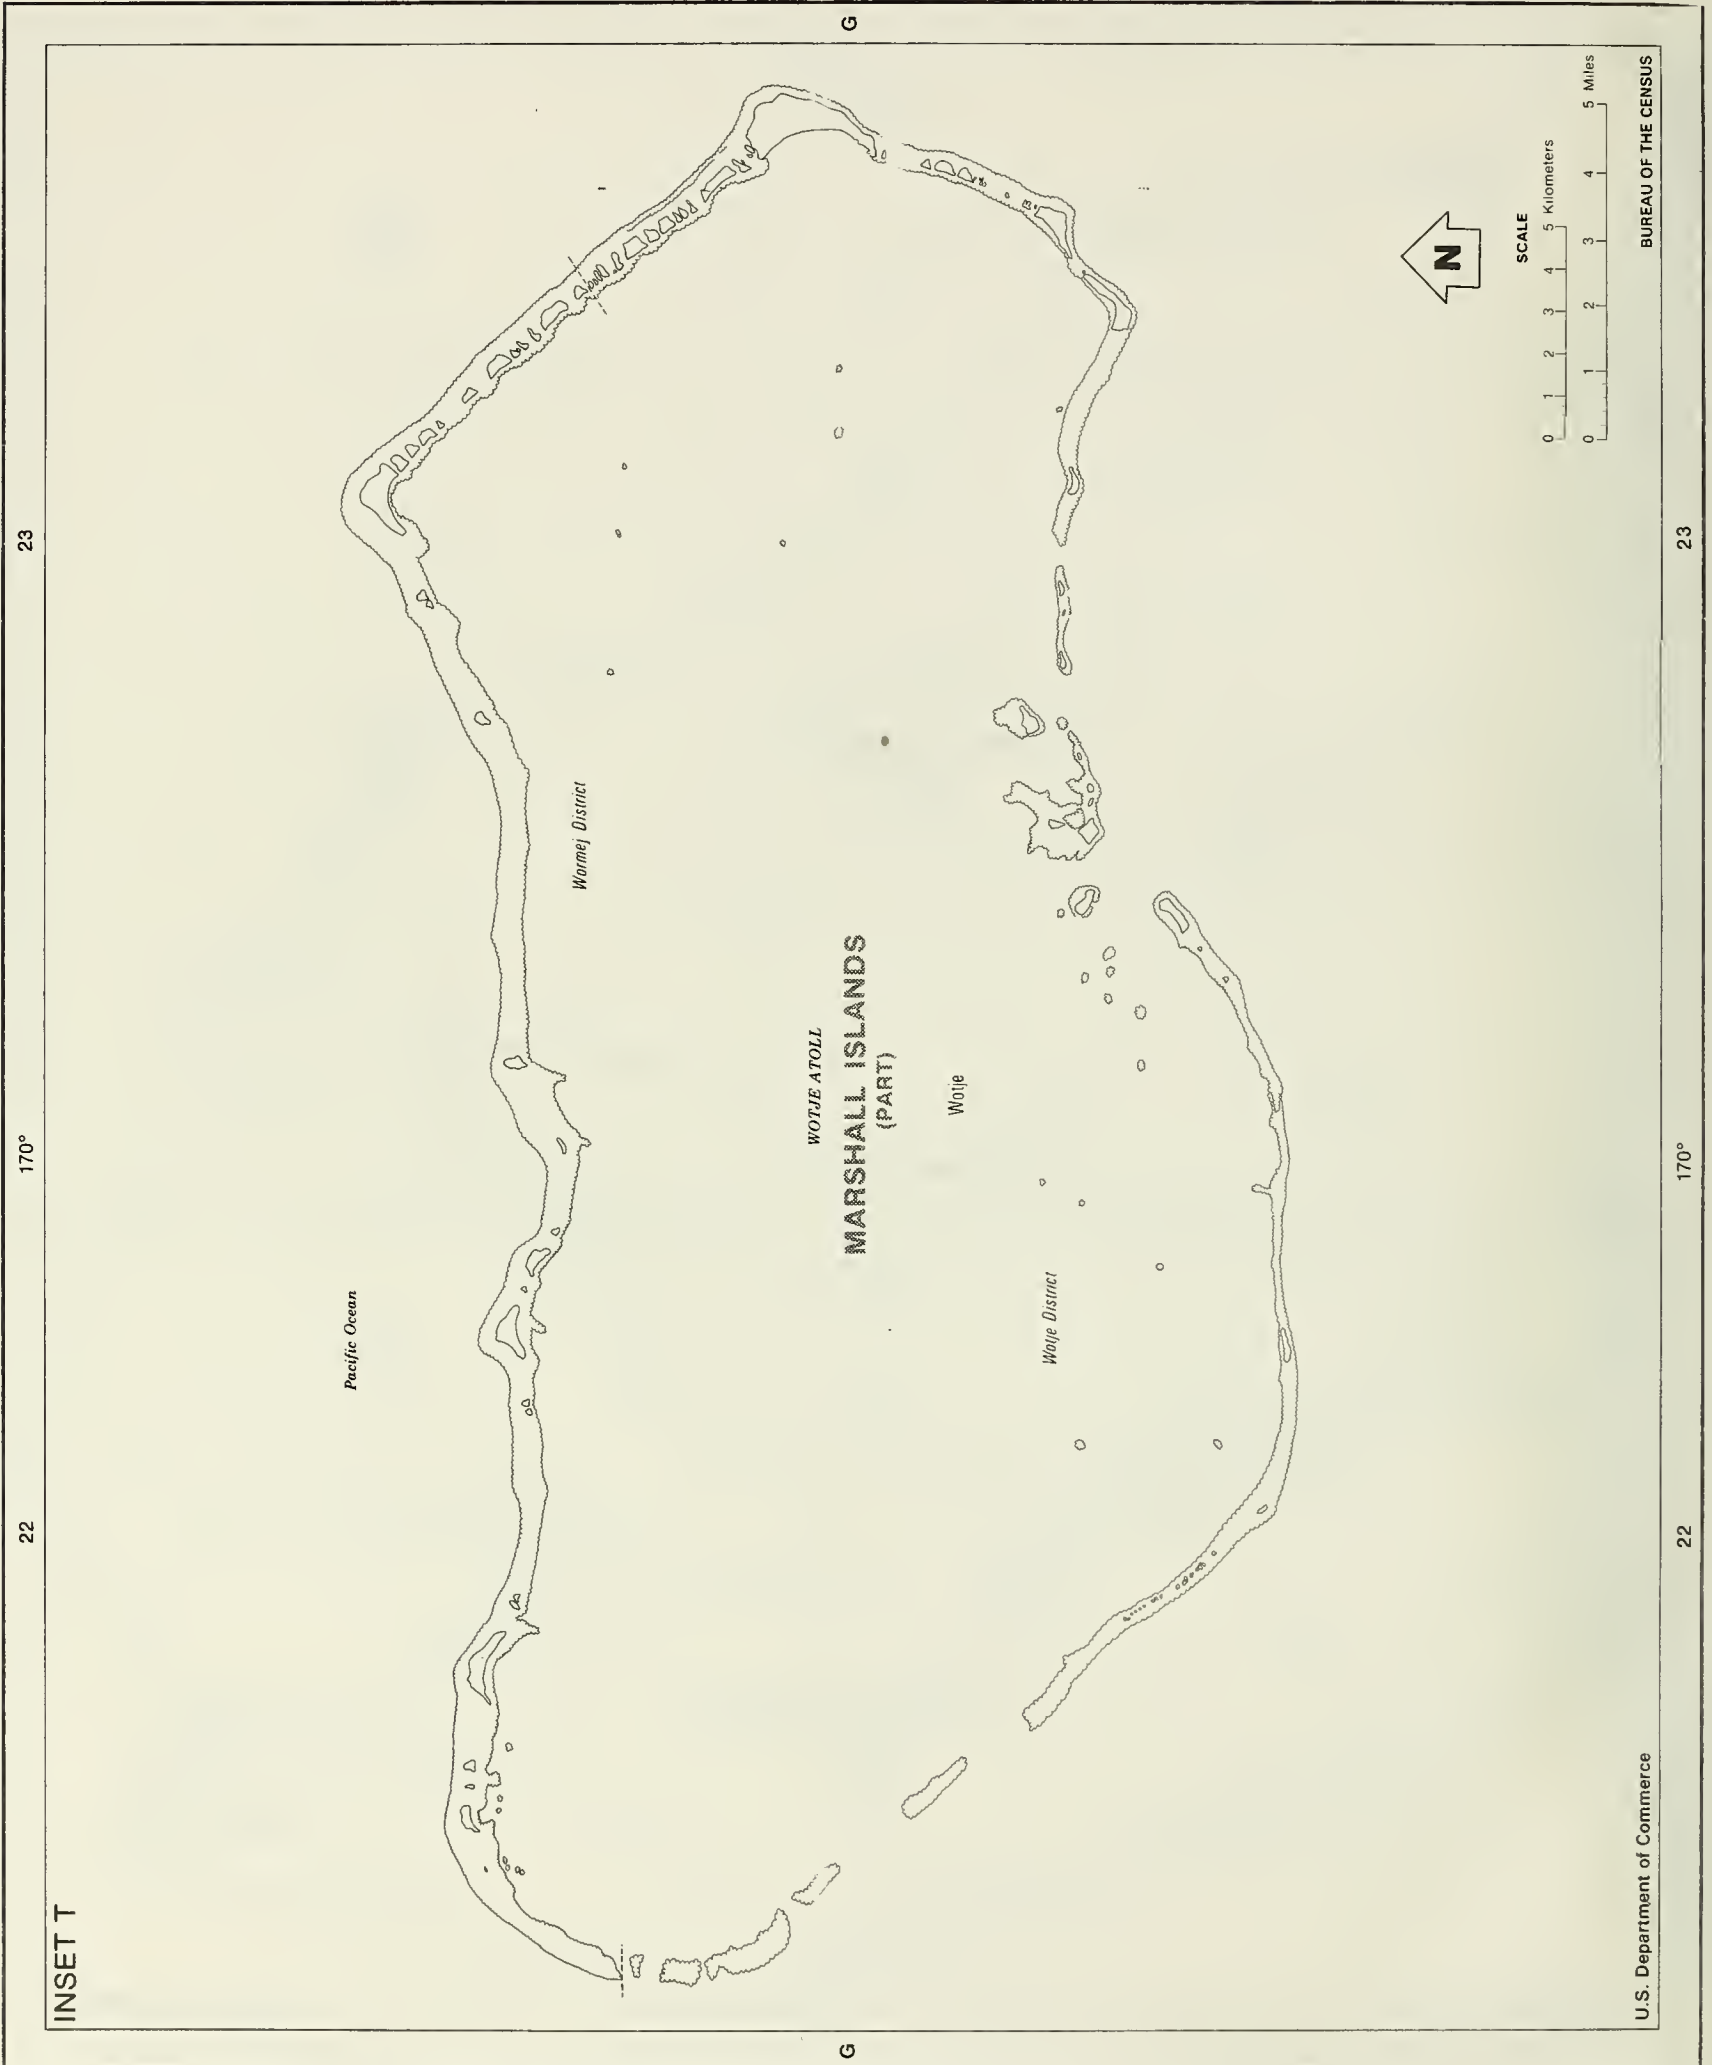 INSET T
22
170°
23
G
G
Pacific Ocean
Wormej District
WOTJE ATOLL
MARSHALL ISLANDS
(PART)
Wotje
Wotje District
N
SCALE
0 1 2 3 4 5 Kilometers
0 1 2 3 4 5 Miles
22
170°
23
U.S. Department of Commerce
BUREAU OF THE CENSUS